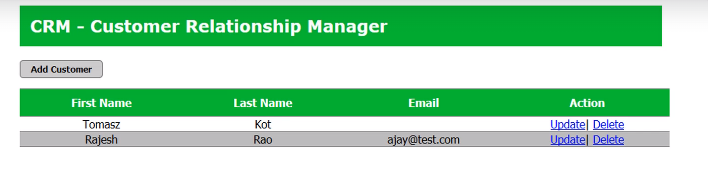 CRM - Customer Relationship Manager
Add Customer
First Name Last Name Email Action
Tomasz Kot Update| Delete
Rajesh Rao ajay@test.com Update| Delete